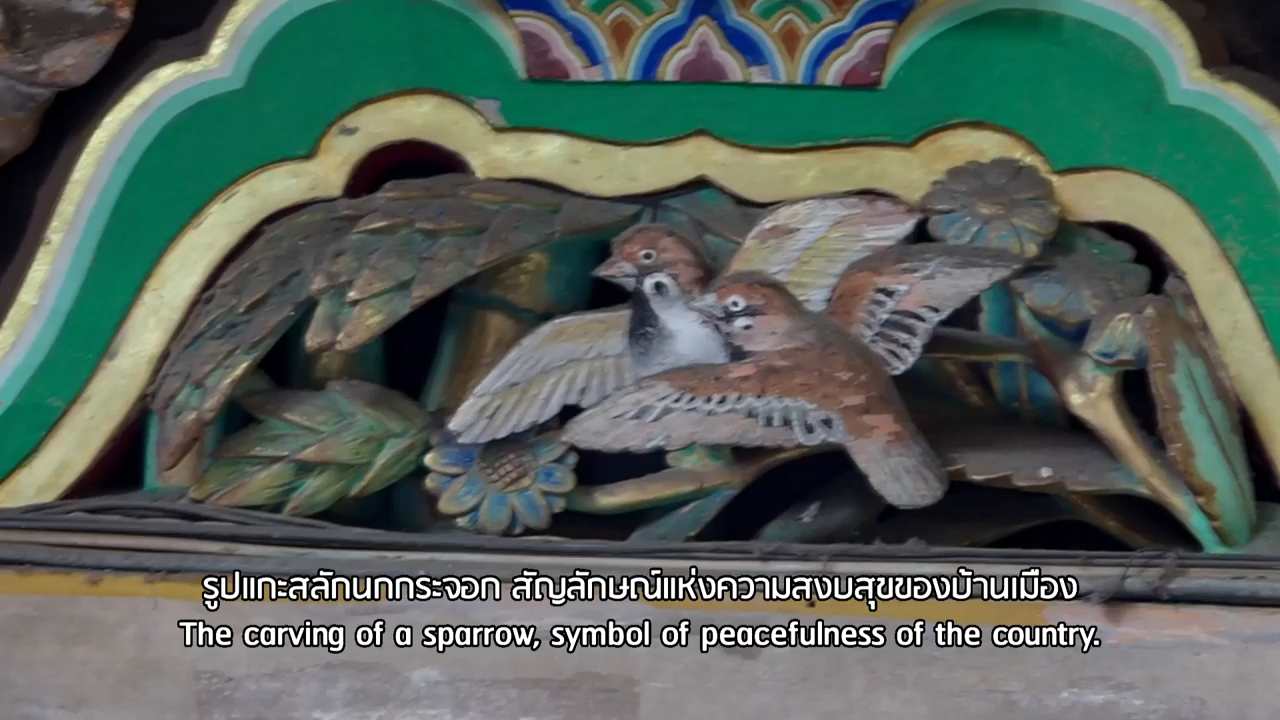 รูปแกะสลักนกกระจอก สัญลักษณ์แห่งความสงบสุขของบ้านเมือง
The carving of a sparrow, symbol of peacefulness of the country.